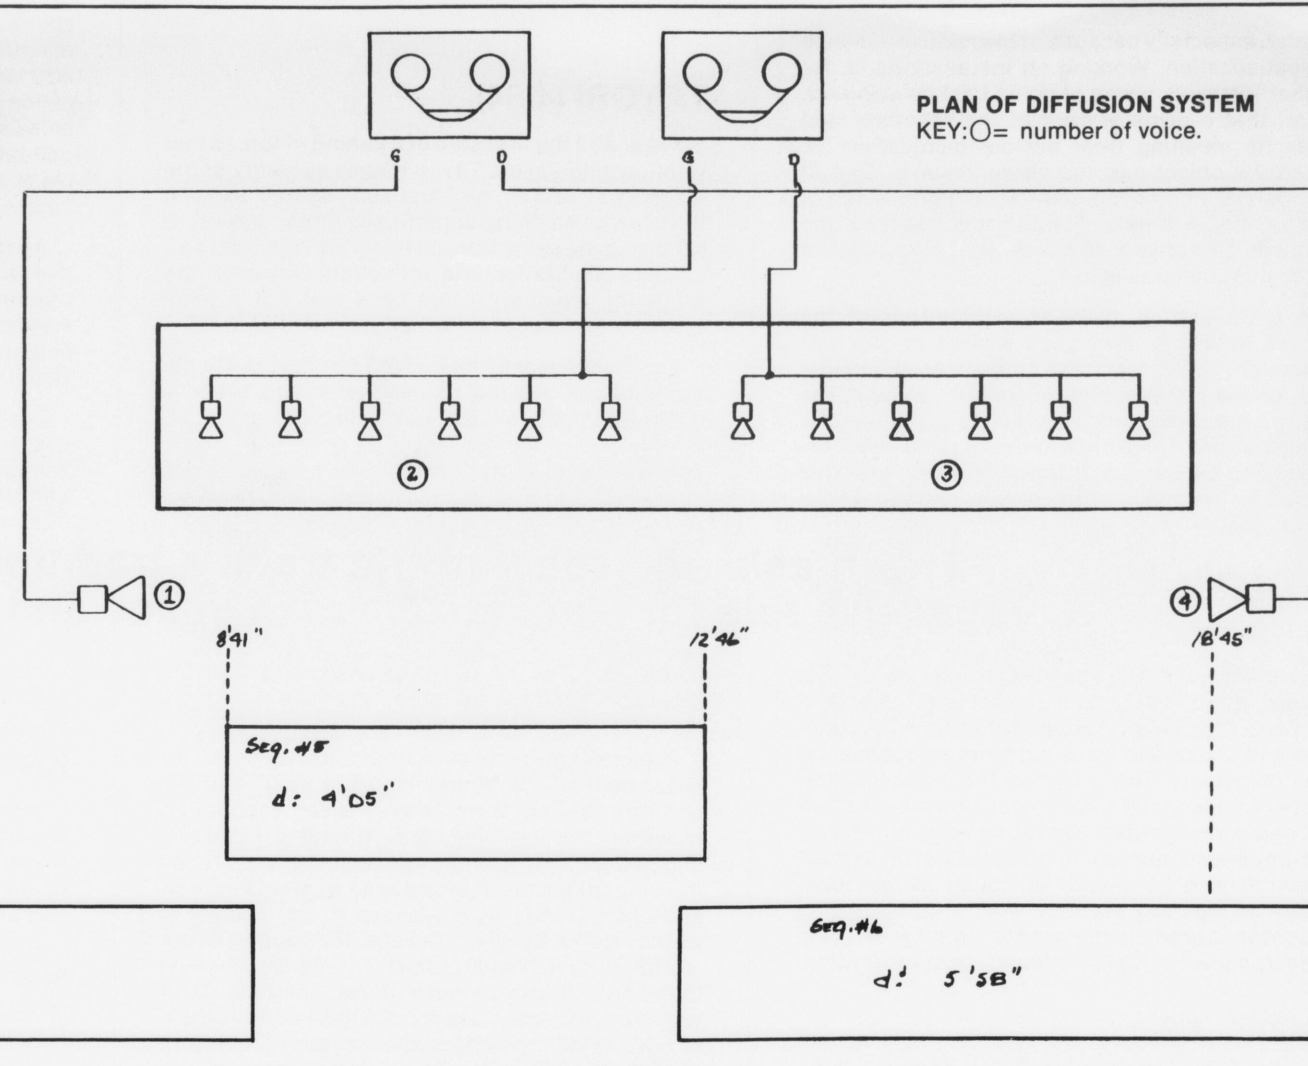 PLAN OF DIFFUSION SYSTEM
KEY:○= number of voice.
G D G D
2 3
1 4
8'41" 12'46" 18'45"
Seq. #5
d: 4'05"
Seq. #6
d: 5'58"